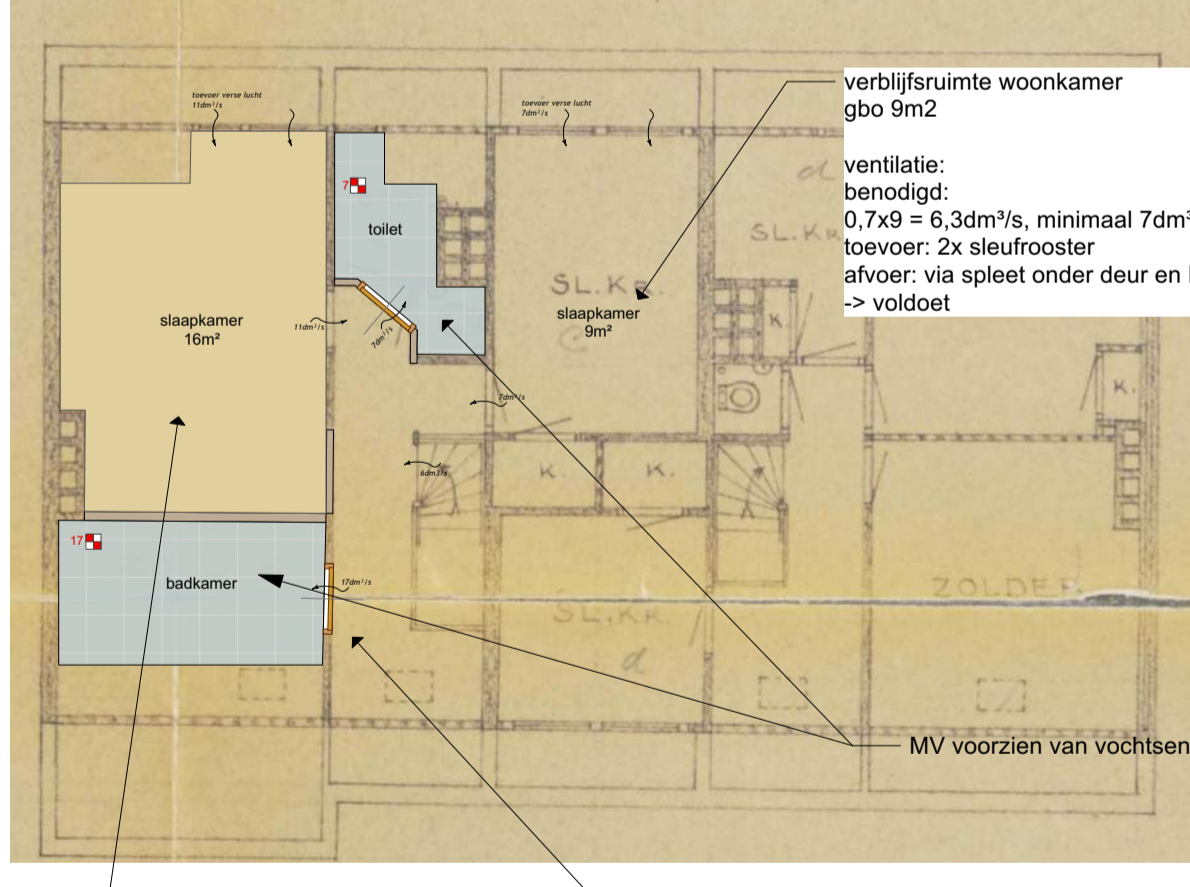 toevoer verse lucht
11dm³/s
toevoer verse lucht
7dm³/s
verblijfsruimte woonkamer
gbo 9m2
ventilatie:
benodigd:
0,7x9 = 6,3dm³/s, minimaal 7dm³
toevoer: 2x sleufrooster
afvoer: via spleet onder deur en
-> voldoet
7
toilet
d
SL.KR.
SL.KR.
slaapkamer
9m²
C
slaapkamer
16m²
11dm³/s
7dm³/s
K.
K.
7dm³/s
6dm3/s
K.
K.
17
badkamer
17dm³/s
ZOLDER
SL.KR.
d
MV voorzien van vochtsen